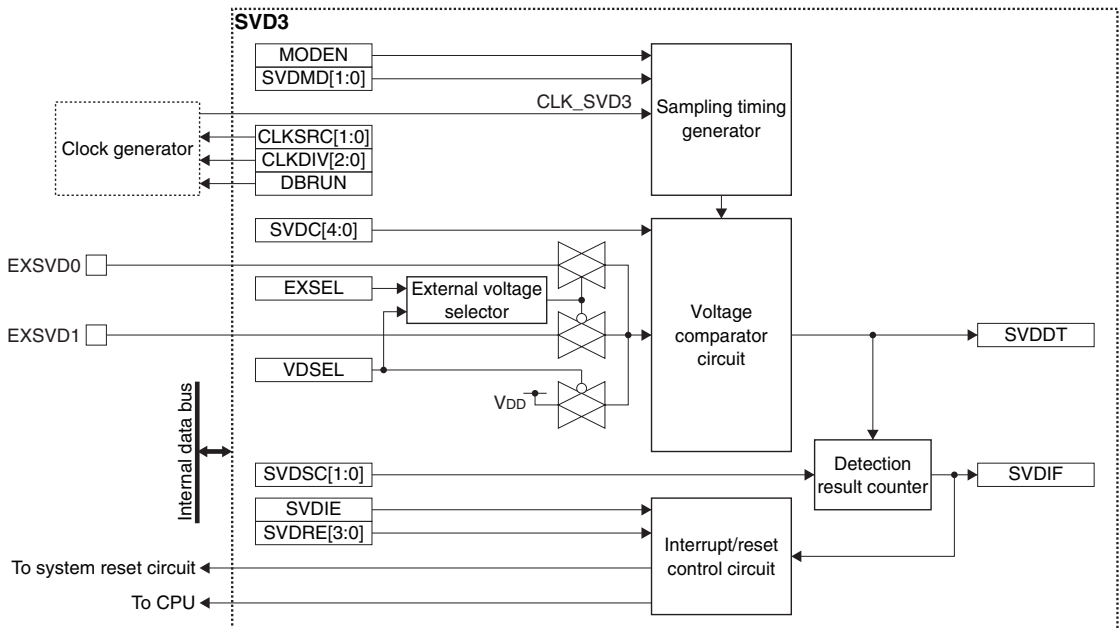 SVD3
MODEN
SVDMD[1:0]
CLK_SVD3
Sampling timing
generator
Clock generator
CLKSRC[1:0]
CLKDIV[2:0]
DBRUN
SVDC[4:0]
EXSVD0
EXSEL
External voltage
selector
EXSVD1
Voltage
comparator
circuit
SVDDT
VDSEL
VDD
Internal data bus
SVDSC[1:0]
Detection
result counter
SVDIF
SVDIE
SVDRE[3:0]
Interrupt/reset
control circuit
To system reset circuit
To CPU